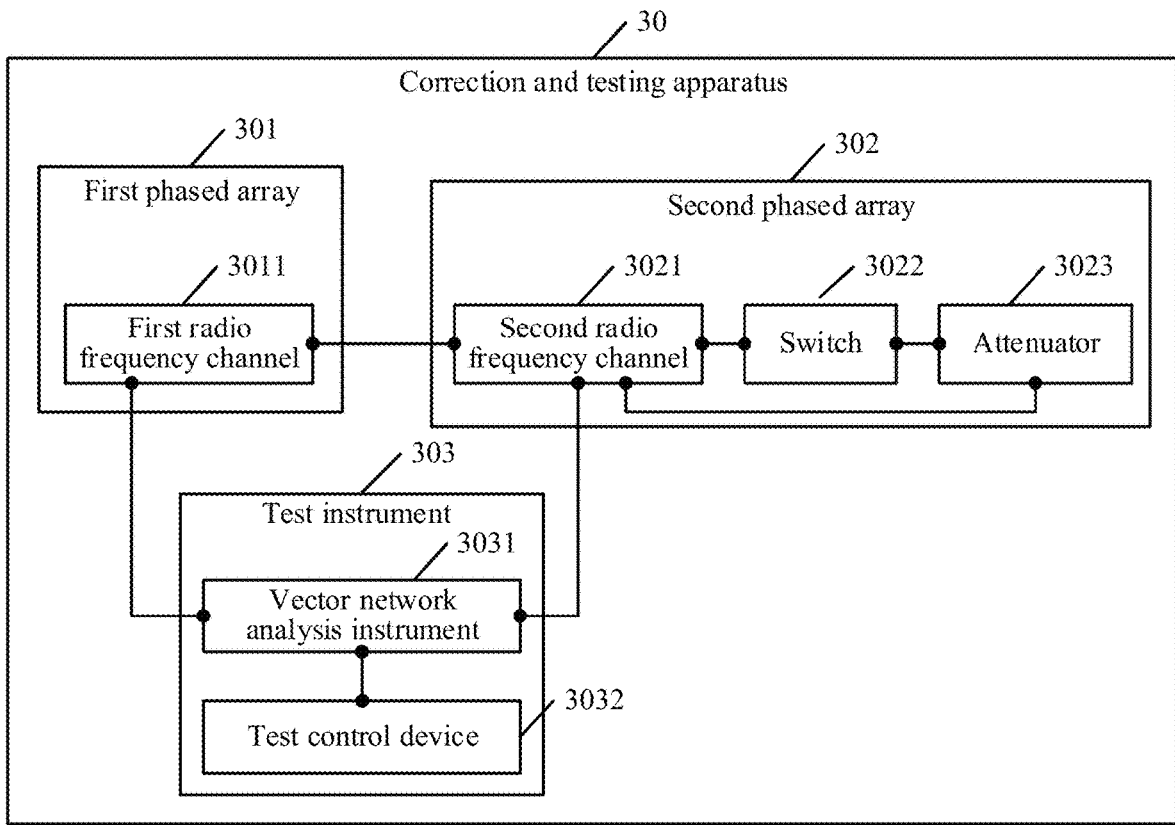 30
Correction and testing apparatus
301
First phased array
3011
First radio
frequency channel
302
Second phased array
3021
Second radio
frequency channel
3022
Switch
3023
Attenuator
303
Test instrument
3031
Vector network
analysis instrument
3032
Test control device